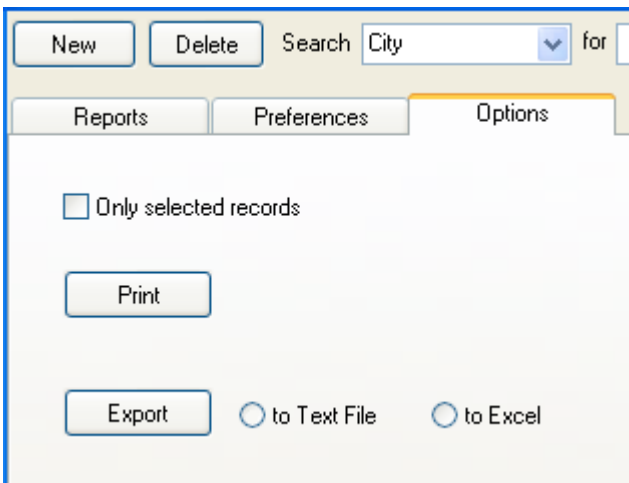 New Delete Search City for
Reports Preferences Options
Only selected records
Print
Export to Text File to Excel